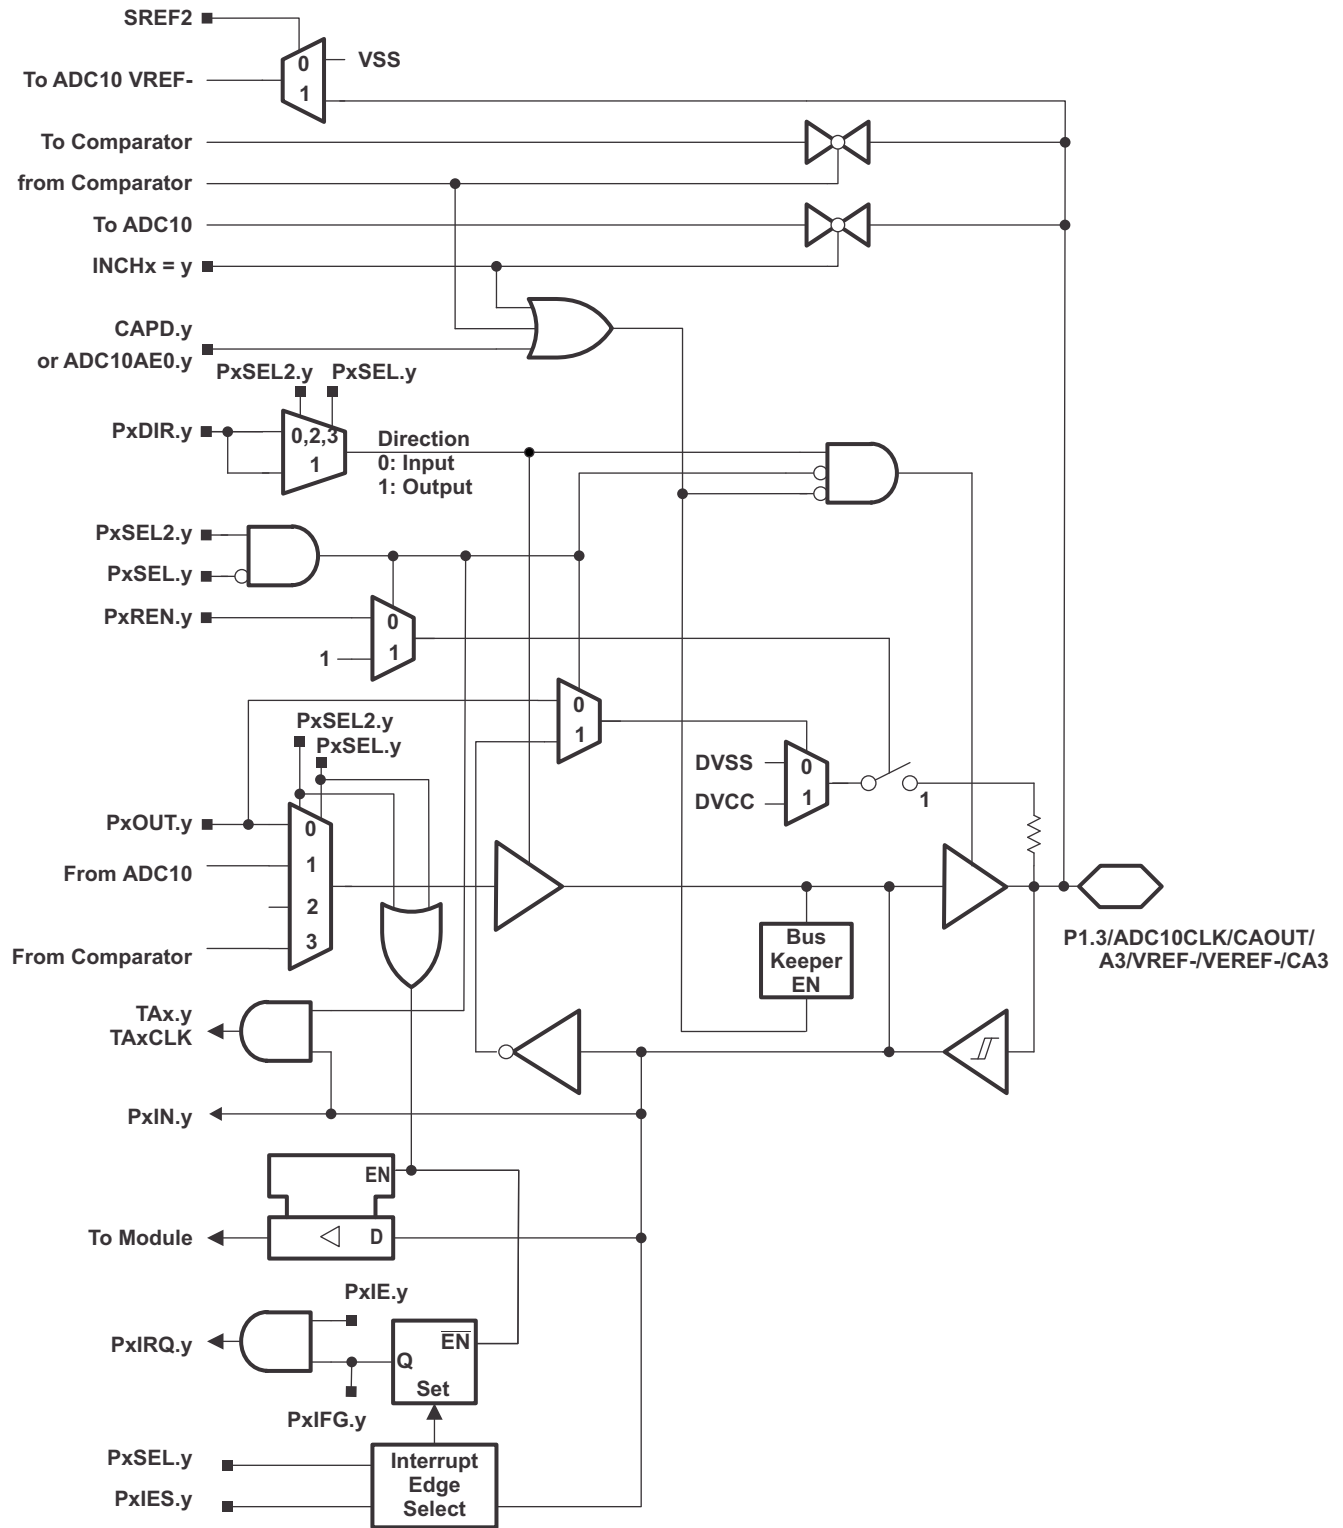 SREF2
0
VSS
To ADC10 VREF-
1
To Comparator
from Comparator
To ADC10
INCHx = y
CAPD.y
or ADC10AE0.y
PxSEL2.y
PxSEL.y
PxDIR.y
0,2,3
1
Direction
0: Input
1: Output
PxSEL2.y
PxSEL.y
PxREN.y
0
1
1
0
1
PxSEL2.y
PxSEL.y
DVSS
0
DVCC
1
1
PxOUT.y
0
From ADC10
1
2
From Comparator
3
Bus
Keeper
EN
P1.3/ADC10CLK/CAOUT/
A3/VREF-/VEREF-/CA3
TAx.y
TAxCLK
PxIN.y
EN
To Module
D
PxIE.y
PxIRQ.y
EN
Q
Set
PxIFG.y
PxSEL.y
PxIES.y
Interrupt
Edge
Select